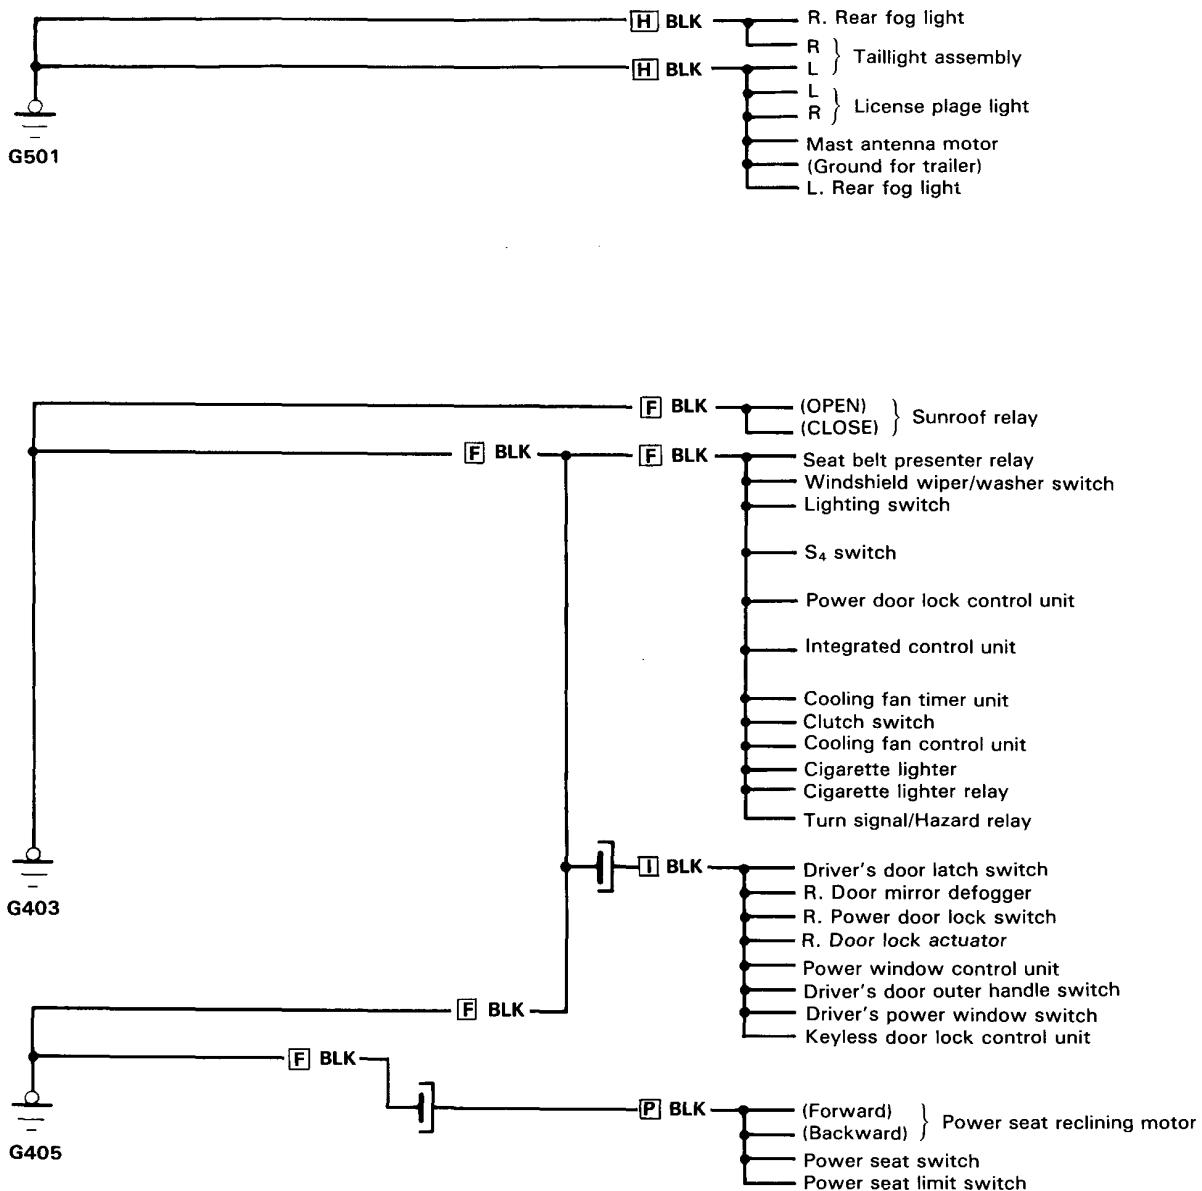 H BLK R. Rear fog light
R
Taillight assembly
H BLK L
L
License plage light
R
G501
Mast antenna motor
(Ground for trailer)
L. Rear fog light
F BLK (OPEN)
Sunroof relay
(CLOSE)
F BLK F BLK Seat belt presenter relay
Windshield wiper/washer switch
Lighting switch
S₄ switch
Power door lock control unit
Integrated control unit
Cooling fan timer unit
Clutch switch
Cooling fan control unit
Cigarette lighter
Cigarette lighter relay
Turn signal/Hazard relay
I BLK Driver's door latch switch
R. Door mirror defogger
G403
R. Power door lock switch
R. Door lock actuator
Power window control unit
Driver's door outer handle switch
F BLK Driver's power window switch
Keyless door lock control unit
F BLK
P BLK (Forward)
Power seat reclining motor
(Backward)
G405
Power seat switch
Power seat limit switch